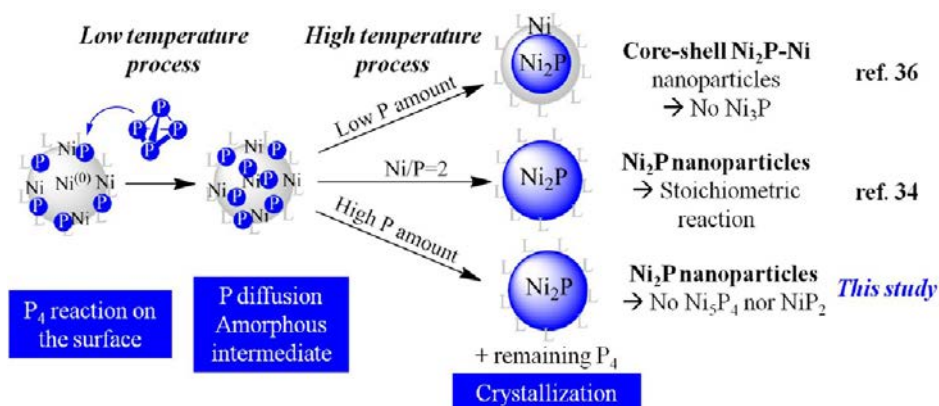 Low temperature
process
High temperature
process
P
P
P
P
L
L
L
Ni
P
P
Ni
Ni⁽⁰⁾
Ni
P
P
P
Ni
P
L
L
L
L
P
Ni
P
P
Ni
P
Ni
P
P
Ni
P
L
Low P amount
Ni/P=2
High P amount
Ni
Ni₂P
L
Core-shell Ni₂P-Ni
nanoparticles
→ No Ni₃P
ref. 36
Ni₂P
L
Ni₂P nanoparticles
→ Stoichiometric
reaction
ref. 34
Ni₂P
L
Ni₂P nanoparticles
→ No Ni₅P₄ nor NiP₂
This study
+ remaining P₄
P₄ reaction on
the surface
P diffusion
Amorphous
intermediate
Crystallization